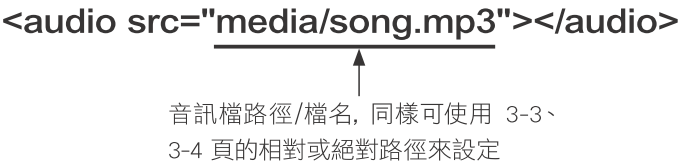 <audio src="media/song.mp3"></audio>
音訊檔路徑/檔名, 同樣可使用 3-3、
3-4 頁的相對或絕對路徑來設定